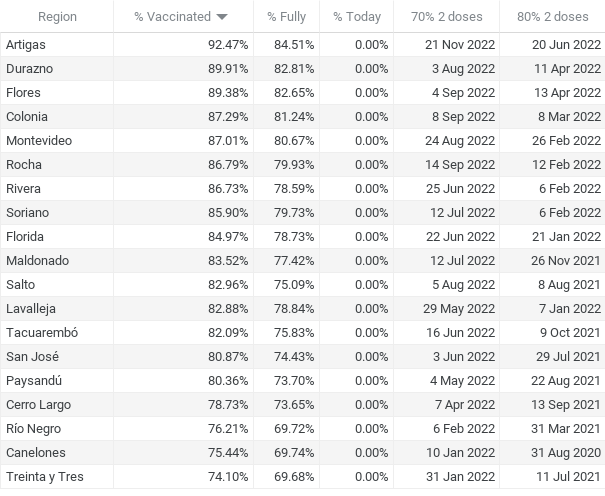 Region % Vaccinated % Fully % Today 70% 2 doses 80% 2 doses
Artigas 92.47% 84.51% 0.00% 21 Nov 2022 20 Jun 2022
Durazno 89.91% 82.81% 0.00% 3 Aug 2022 11 Apr 2022
Flores 89.38% 82.65% 0.00% 4 Sep 2022 13 Apr 2022
Colonia 87.29% 81.24% 0.00% 8 Sep 2022 8 Mar 2022
Montevideo 87.01% 80.67% 0.00% 24 Aug 2022 26 Feb 2022
Rocha 86.79% 79.93% 0.00% 14 Sep 2022 12 Feb 2022
Rivera 86.73% 78.59% 0.00% 25 Jun 2022 6 Feb 2022
Soriano 85.90% 79.73% 0.00% 12 Jul 2022 6 Feb 2022
Florida 84.97% 78.73% 0.00% 22 Jun 2022 21 Jan 2022
Maldonado 83.52% 77.42% 0.00% 12 Jul 2022 26 Nov 2021
Salto 82.96% 75.09% 0.00% 5 Aug 2022 8 Aug 2021
Lavalleja 82.88% 78.84% 0.00% 29 May 2022 7 Jan 2022
Tacuarembó 82.09% 75.83% 0.00% 16 Jun 2022 9 Oct 2021
San José 80.87% 74.43% 0.00% 3 Jun 2022 29 Jul 2021
Paysandú 80.36% 73.70% 0.00% 4 May 2022 22 Aug 2021
Cerro Largo 78.73% 73.65% 0.00% 7 Apr 2022 13 Sep 2021
Río Negro 76.21% 69.72% 0.00% 6 Feb 2022 31 Mar 2021
Canelones 75.44% 69.74% 0.00% 10 Jan 2022 31 Aug 2020
Treinta y Tres 74.10% 69.68% 0.00% 31 Jan 2022 11 Jul 2021